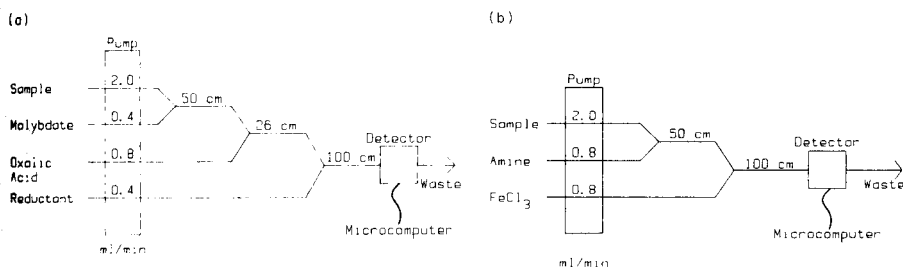 (a)
Pump
Sample 2.0
50 cm
Molybdate 0.4
26 cm
Oxalic Acid 0.8
100 cm
Detector
Waste
Reductant 0.4
Microcomputer
ml/min
(b)
Pump
Sample 2.0
50 cm
Amine 0.8
100 cm
Detector
Waste
FeCl3 0.8
Microcomputer
ml/min